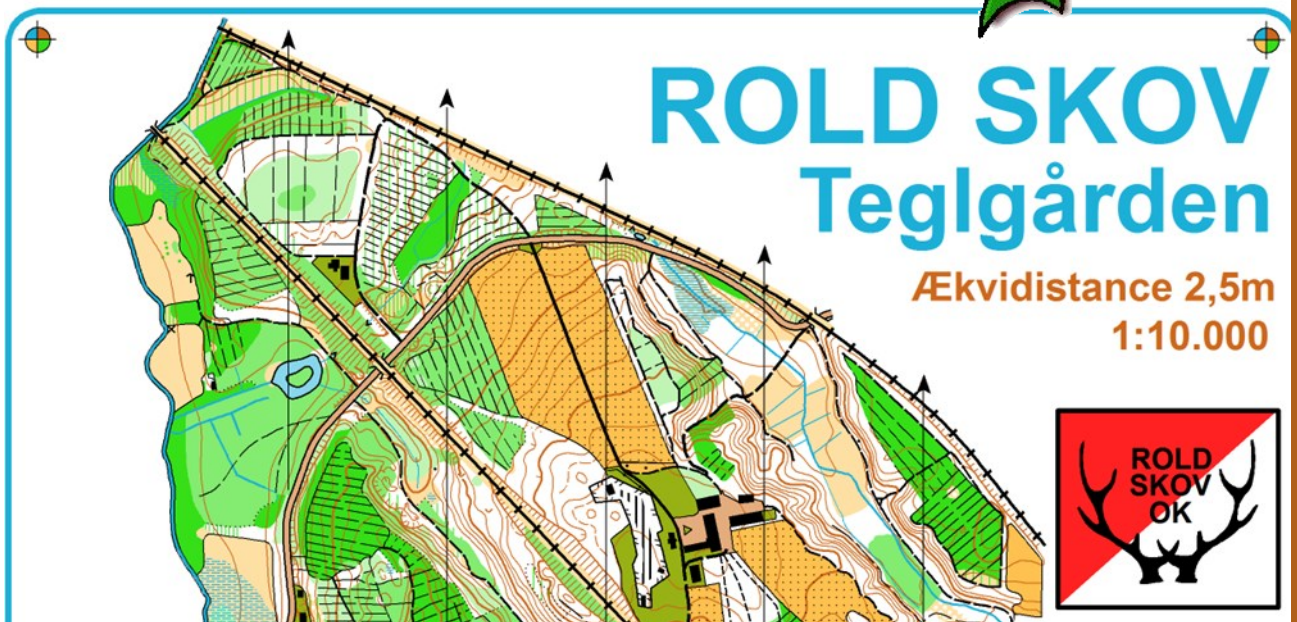 ROLD SKOV
Teglgården
Ækvidistance 2,5m
1:10.000
ROLD
SKOV
OK